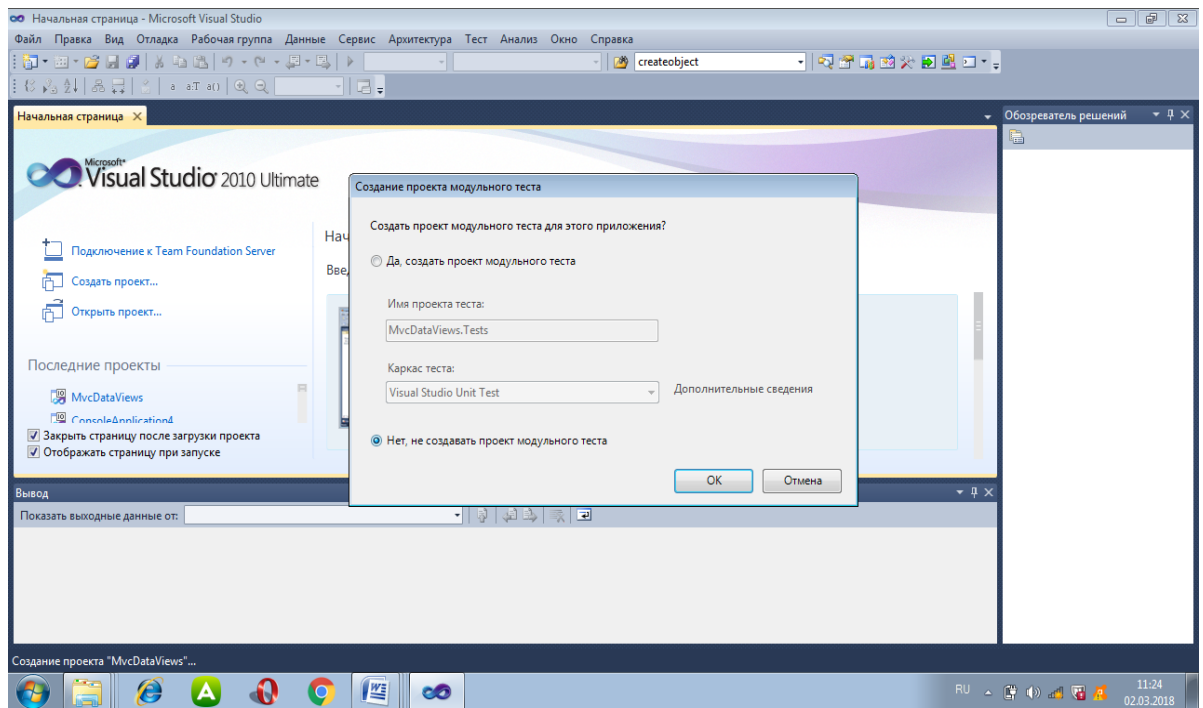 Начальная страница - Microsoft Visual Studio
Файл Правка Вид Отладка Рабочая группа Данные Сервис Архитектура Тест Анализ Окно Справка
createobject
Начальная страница
Обозреватель решений
Microsoft
Visual Studio 2010 Ultimate
Создание проекта модульного теста
Создать проект модульного теста для этого приложения?
Да, создать проект модульного теста
Имя проекта теста:
MvcDataViews.Tests
Каркас теста:
Visual Studio Unit Test
Дополнительные сведения
Нет, не создавать проект модульного теста
OK
Отмена
Нач
Подключение к Team Foundation Server
Введ
Создать проект...
Открыть проект...
Последние проекты
MvcDataViews
ConsoleApplication4
Закрыть страницу после загрузки проекта
Отображать страницу при запуске
Вывод
Показать выходные данные от:
Создание проекта "MvcDataViews"...
RU
11:24
02.03.2018